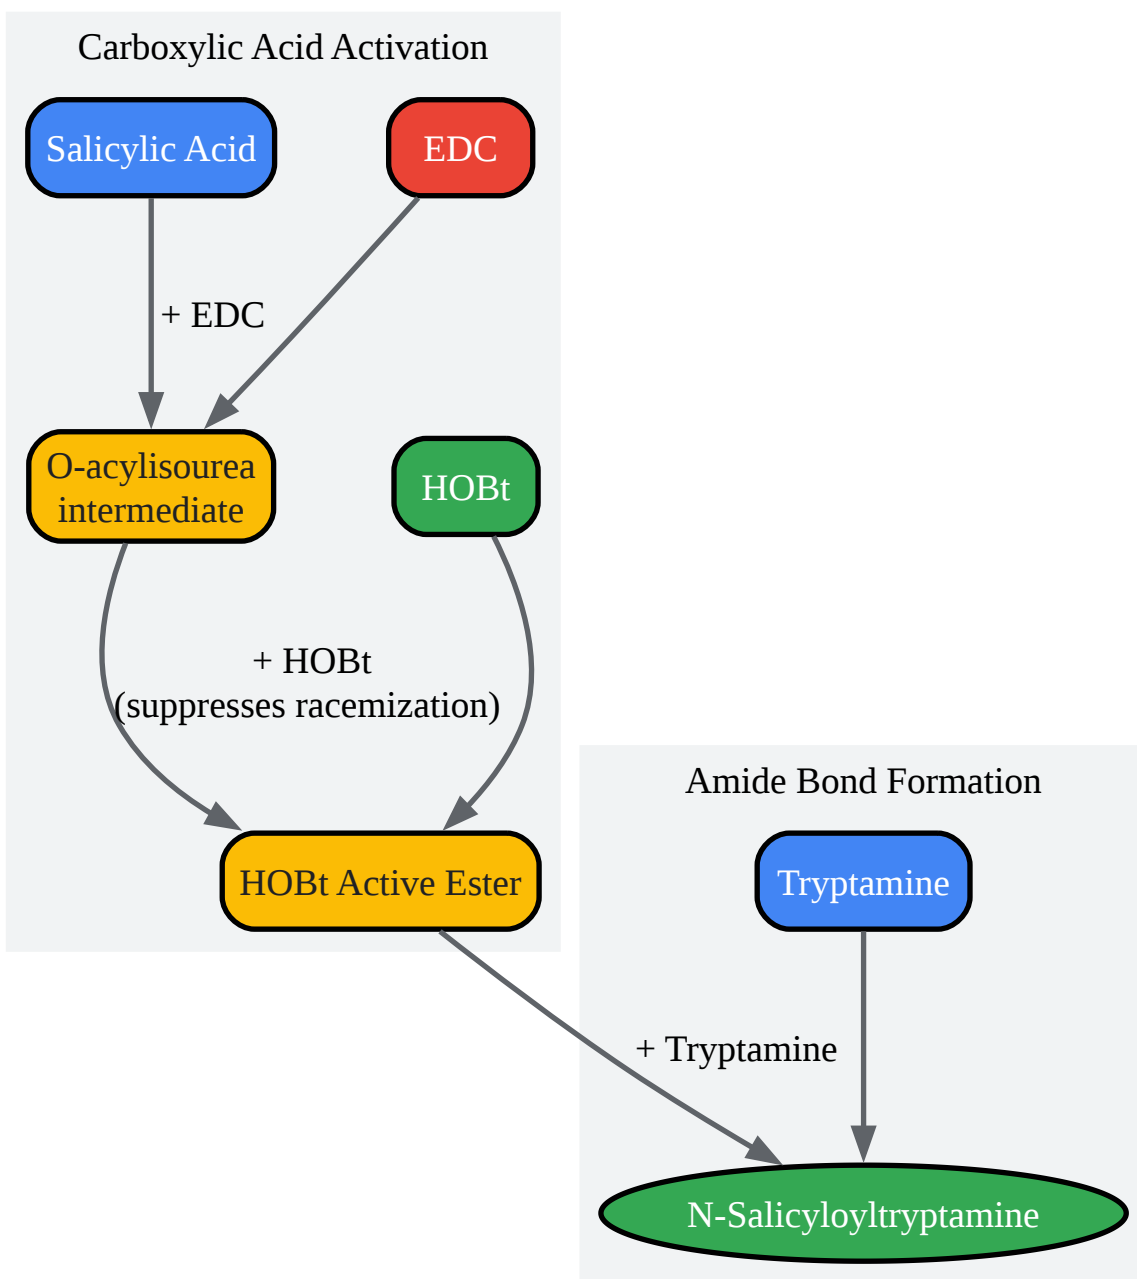 Carboxylic Acid Activation
Salicylic Acid
EDC
+ EDC
O-acylisourea
intermediate
HOBt
+ HOBt
(suppresses racemization)
HOBt Active Ester
Amide Bond Formation
Tryptamine
+ Tryptamine
N-Salicyloyltryptamine